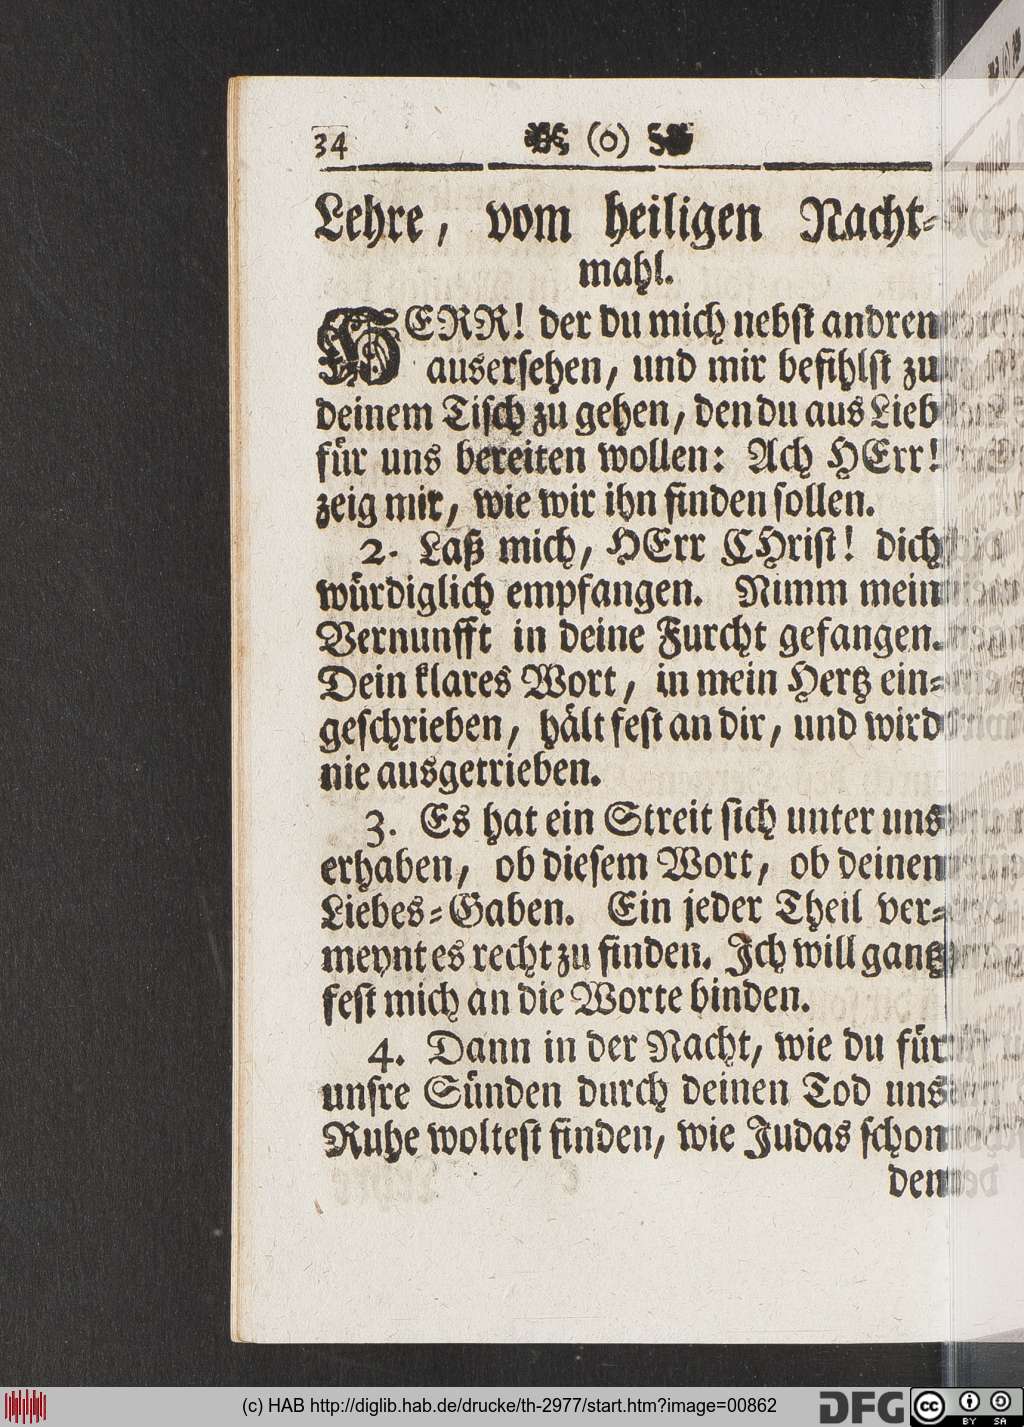 34 (o)
Lehre, vom heiligen Nacht-
mahl.
HERR! der du mich nebst andren
ausersehen, und mir befihlst zu
deinem Tisch zu gehen, den du aus Lieb
für uns bereiten wollen: Ach HErr!
zeig mir, wie wir ihn finden sollen.
2. Laß mich, HErr CHrist! dich
würdiglich empfangen. Nimm mein
Vernunfft in deine Furcht gefangen.
Dein klares Wort, in mein Hertz ein-
geschrieben, hält fest an dir, und wird
nie ausgetrieben.
3. Es hat ein Streit sich unter uns
erhaben, ob diesem Wort, ob deinen
Liebes-Gaben. Ein jeder Theil ver-
meynt es recht zu finden. Ich will gantz
fest mich an die Worte binden.
4. Dann in der Nacht, wie du für
unsre Sünden durch deinen Tod uns
Ruhe woltest finden, wie Judas schon
den
(c) HAB http://diglib.hab.de/drucke/th-2977/start.htm?image=00862
DFG
cc BY SA